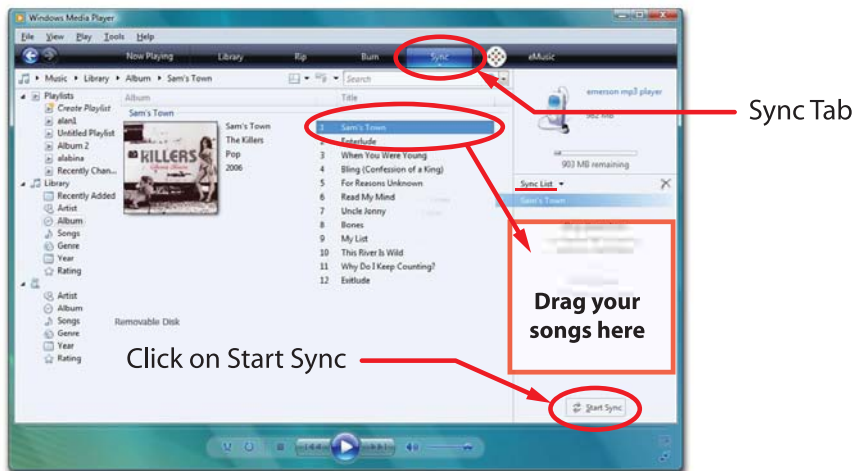 Windows Media Player
File View Play Tools Help
Now Playing Library Rip Burn Sync eMusic
Music Library Album Sam's Town Search
Playlists
Create Playlist
alan1
Untitled Playlist
Album 2
alabina
Recently Chan...
Library
Recently Added
Artist
Album
Songs
Genre
Year
Rating
Artist
Album
Songs
Genre
Year
Rating
Album Title
Sam's Town
KILLERS
Sam's Town
The Killers
Pop
2006
1 Sam's Town
2 Enterlude
3 When You Were Young
4 Bling (Confession of a King)
5 For Reasons Unknown
6 Read My Mind
7 Uncle Jonny
8 Bones
9 My List
10 This River Is Wild
11 Why Do I Keep Counting?
12 Exitlude
Removable Disk
emerson mp3 player
982 MB
903 MB remaining
Sync List
Sam's Town
Drag your
songs here
Start Sync
Sync Tab
Click on Start Sync